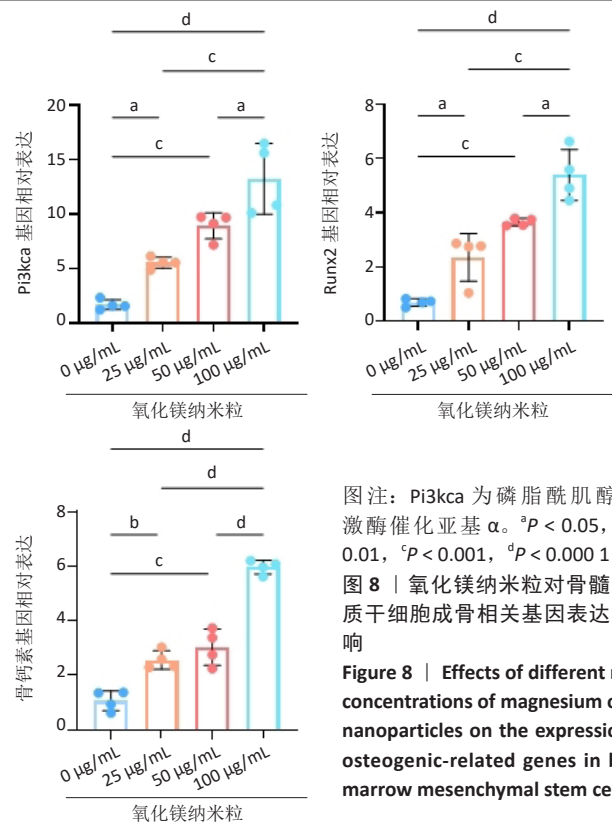 d
c
a a
c
Pi3kca 基因相对表达
20
15
10
5
0
0 μg/mL 25 μg/mL 50 μg/mL 100 μg/mL
氧化镁纳米粒
d
c
a a
c
Runx2 基因相对表达
8
6
4
2
0
0 μg/mL 25 μg/mL 50 μg/mL 100 μg/mL
氧化镁纳米粒
d
d
b d
c
骨钙素基因相对表达
8
6
4
2
0
0 μg/mL 25 μg/mL 50 μg/mL 100 μg/mL
氧化镁纳米粒
图注：Pi3kca 为磷脂酰肌醇
激酶催化亚基 α。ᵃP < 0.05，
0.01，ᶜP < 0.001，ᵈP < 0.000 1
图 8 ｜氧化镁纳米粒对骨髓
质干细胞成骨相关基因表达
响
Figure 8 ｜ Effects of different
concentrations of magnesium
nanoparticles on the
osteogenic-related genes in
marrow mesenchymal stem